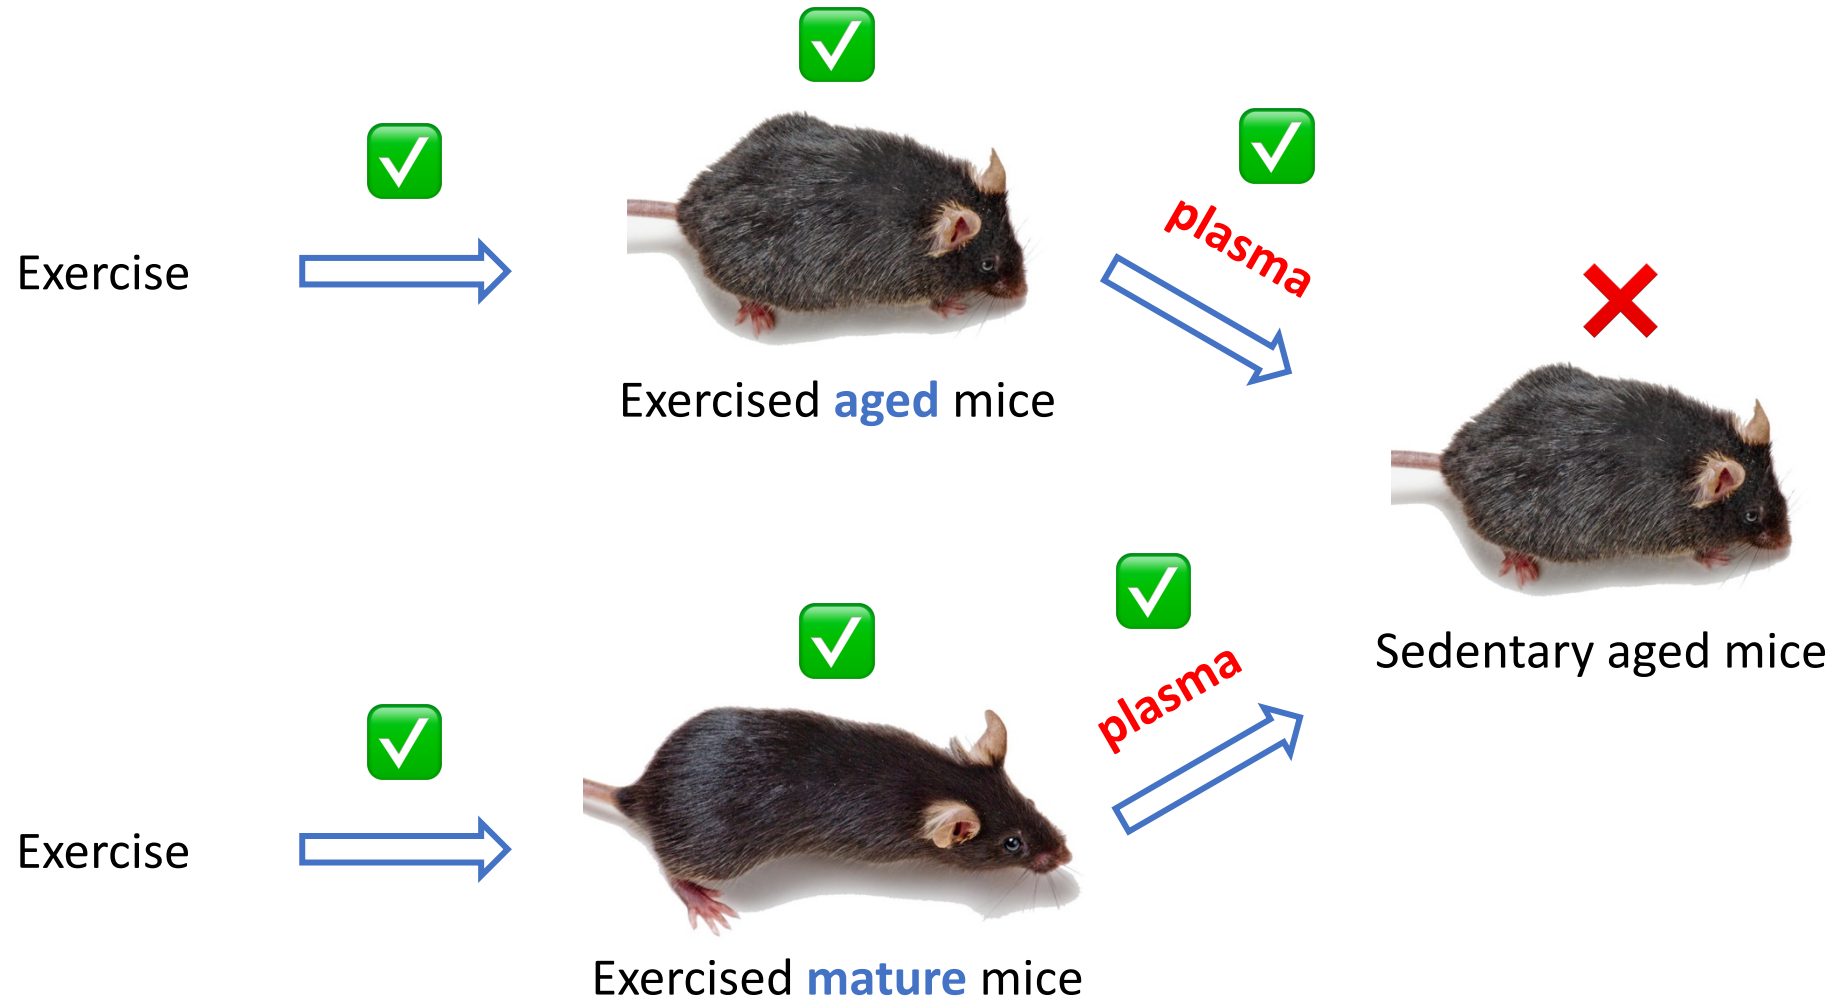 Exercise
Exercised aged mice
plasma
Sedentary aged mice
plasma
Exercise
Exercised mature mice